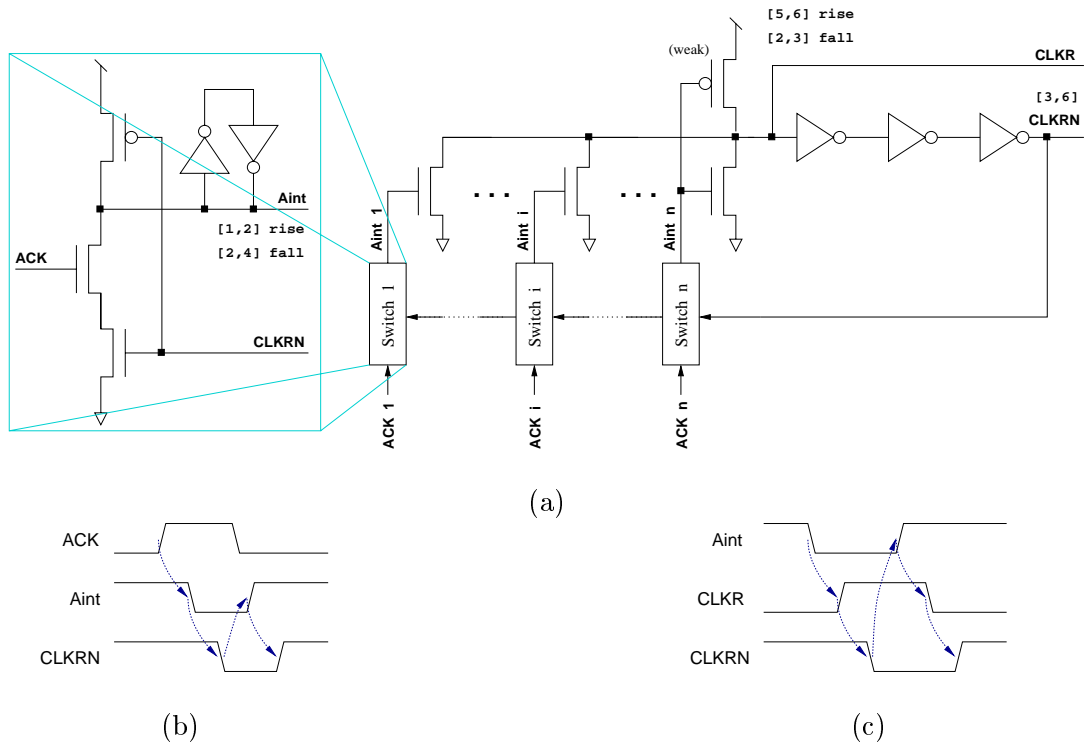 [5,6] rise
[2,3] fall
(weak)
CLKR
[3,6]
CLKRN
Aint
[1,2] rise
[2,4] fall
ACK
CLKRN
Aint 1
. . .
Aint i
. . .
Aint n
Switch 1
Switch i
Switch n
ACK 1
ACK i
ACK n
(a)
ACK
Aint
CLKRN
(b)
Aint
CLKR
CLKRN
(c)